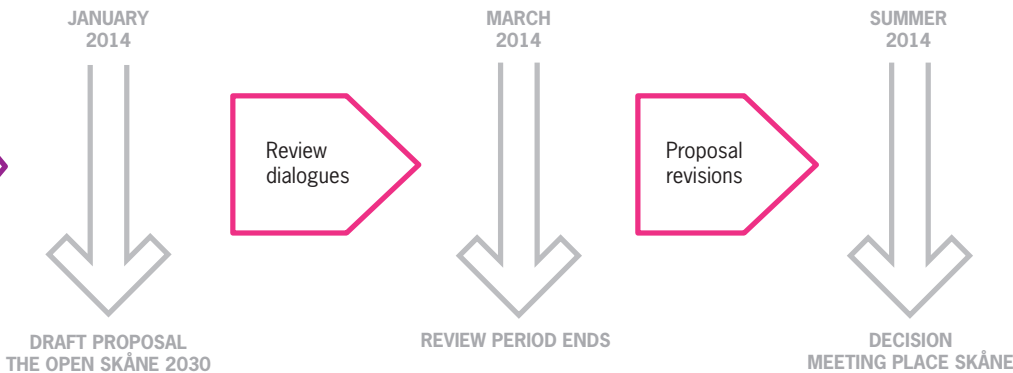 JANUARY
2014
MARCH
2014
SUMMER
2014
Review
dialogues
Proposal
revisions
DRAFT PROPOSAL
THE OPEN SKÅNE 2030
REVIEW PERIOD ENDS
DECISION
MEETING PLACE SKÅNE